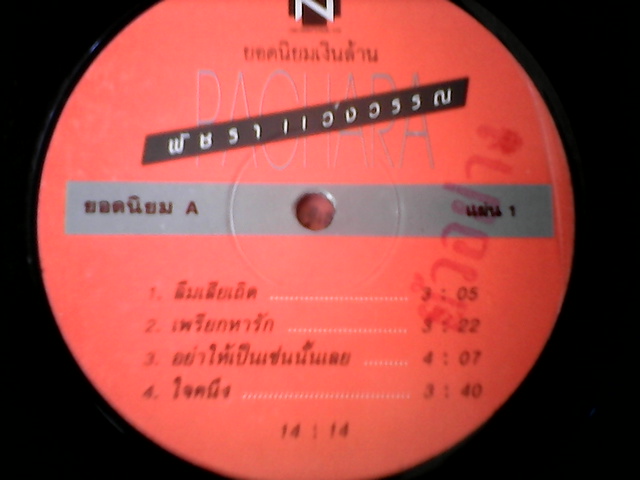 ยอดนิยมเงินล้าน
PACHARA
พัชรา แวงวรรณ
ยอดนิยม A แผ่น 1
1. ลืมเสียเถิด 3 : 05
2. เพรียกหารัก 3 : 22
3. อย่าให้เป็นเช่นนั้นเลย 4 : 07
4. ใจคนึง 3 : 40
14 : 14